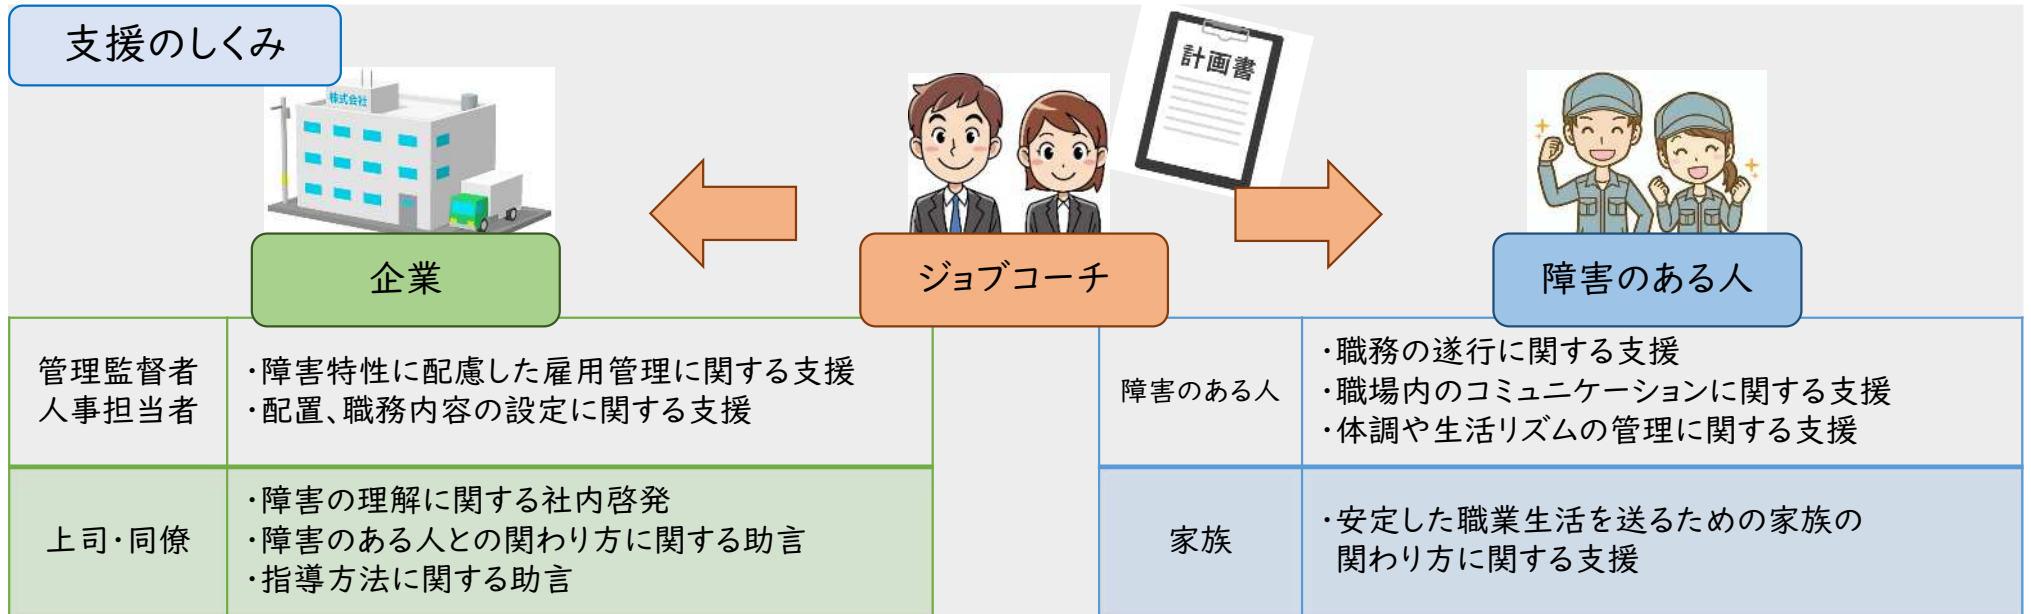 支援のしくみ
株式会社
計画書
企業
ジョブコーチ
障害のある人
管理監督者
人事担当者
・障害特性に配慮した雇用管理に関する支援
・配置、職務内容の設定に関する支援
上司・同僚
・障害の理解に関する社内啓発
・障害のある人との関わり方に関する助言
・指導方法に関する助言
障害のある人
・職務の遂行に関する支援
・職場内のコミュニケーションに関する支援
・体調や生活リズムの管理に関する支援
家族
・安定した職業生活を送るための家族の
関わり方に関する支援